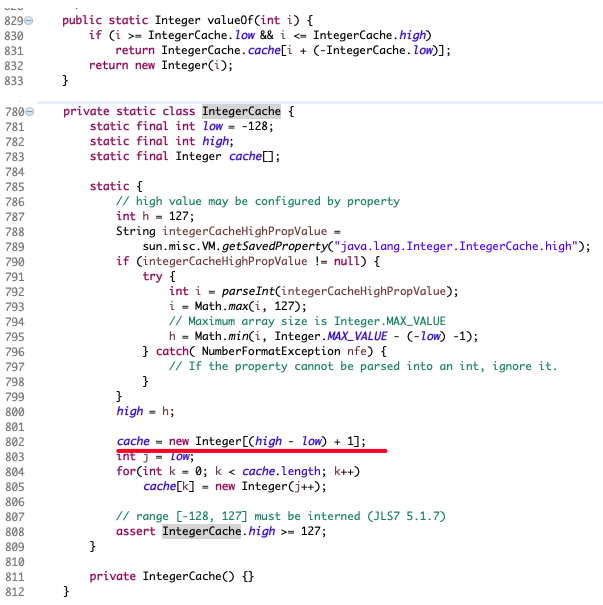 829 public static Integer valueOf(int i) {
830 if (i >= IntegerCache.low && i <= IntegerCache.high)
831 return IntegerCache.cache[i + (-IntegerCache.low)];
832 return new Integer(i);
833 }
780 private static class IntegerCache {
781 static final int low = -128;
782 static final int high;
783 static final Integer cache[];
784
785 static {
786 // high value may be configured by property
787 int h = 127;
788 String integerCacheHighPropValue =
789 sun.misc.VM.getSavedProperty("java.lang.Integer.IntegerCache.high");
790 if (integerCacheHighPropValue != null) {
791 try {
792 int i = parseInt(integerCacheHighPropValue);
793 i = Math.max(i, 127);
794 // Maximum array size is Integer.MAX_VALUE
795 h = Math.min(i, Integer.MAX_VALUE - (-low) -1);
796 } catch( NumberFormatException nfe) {
797 // If the property cannot be parsed into an int, ignore it.
798 }
799 }
800 high = h;
801
802 cache = new Integer[(high - low) + 1];
803 int j = low;
804 for(int k = 0; k < cache.length; k++)
805 cache[k] = new Integer(j++);
806
807 // range [-128, 127] must be interned (JLS7 5.1.7)
808 assert IntegerCache.high >= 127;
809 }
810
811 private IntegerCache() {}
812 }